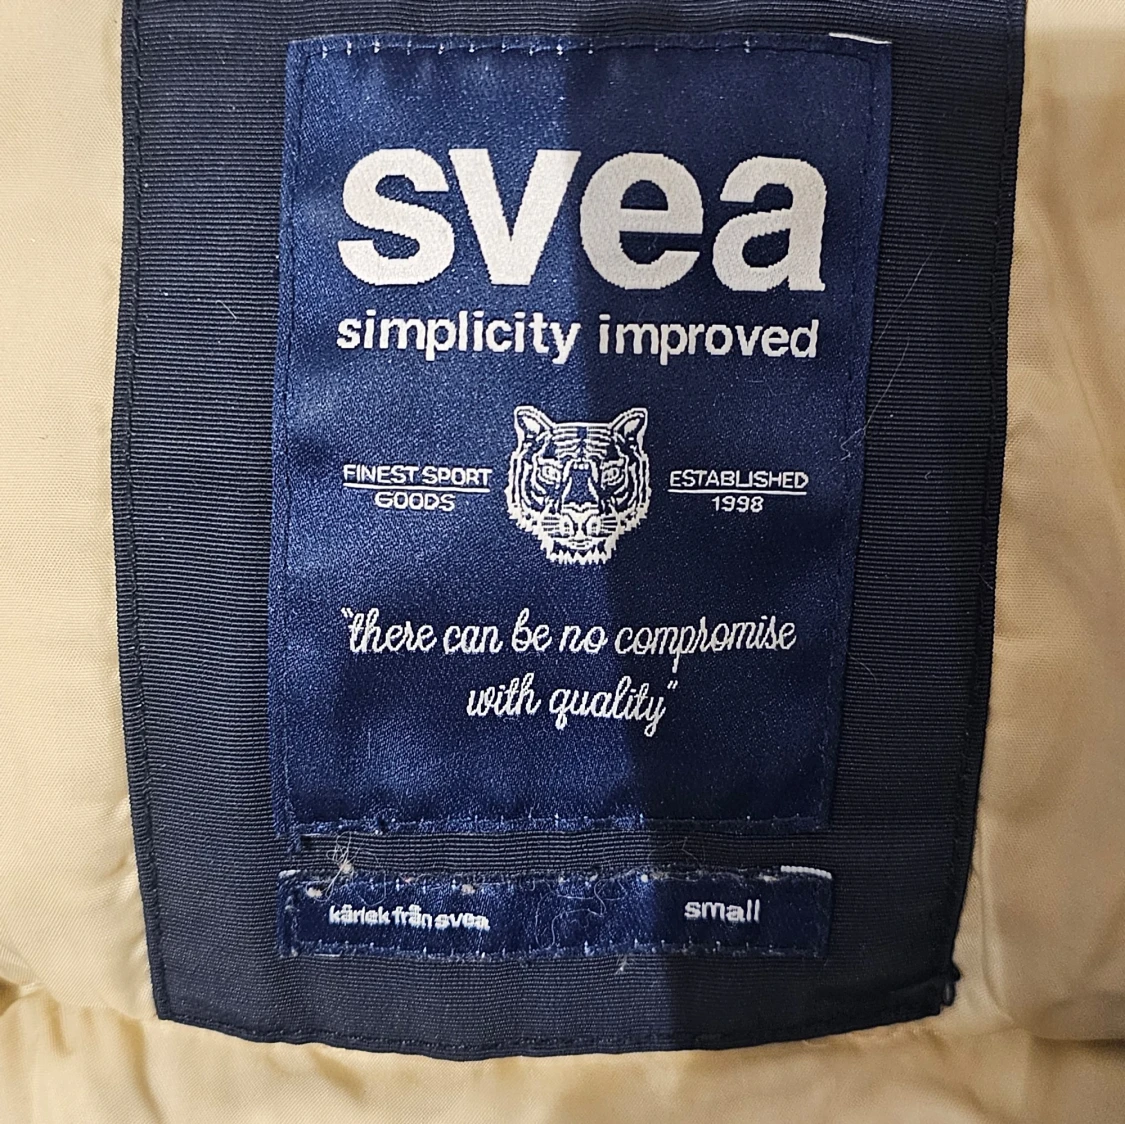 svea
simplicity improved
FINEST SPORT
GOODS
ESTABLISHED
1998
"there can be no compromise
with quality"
kärlek från svea
small